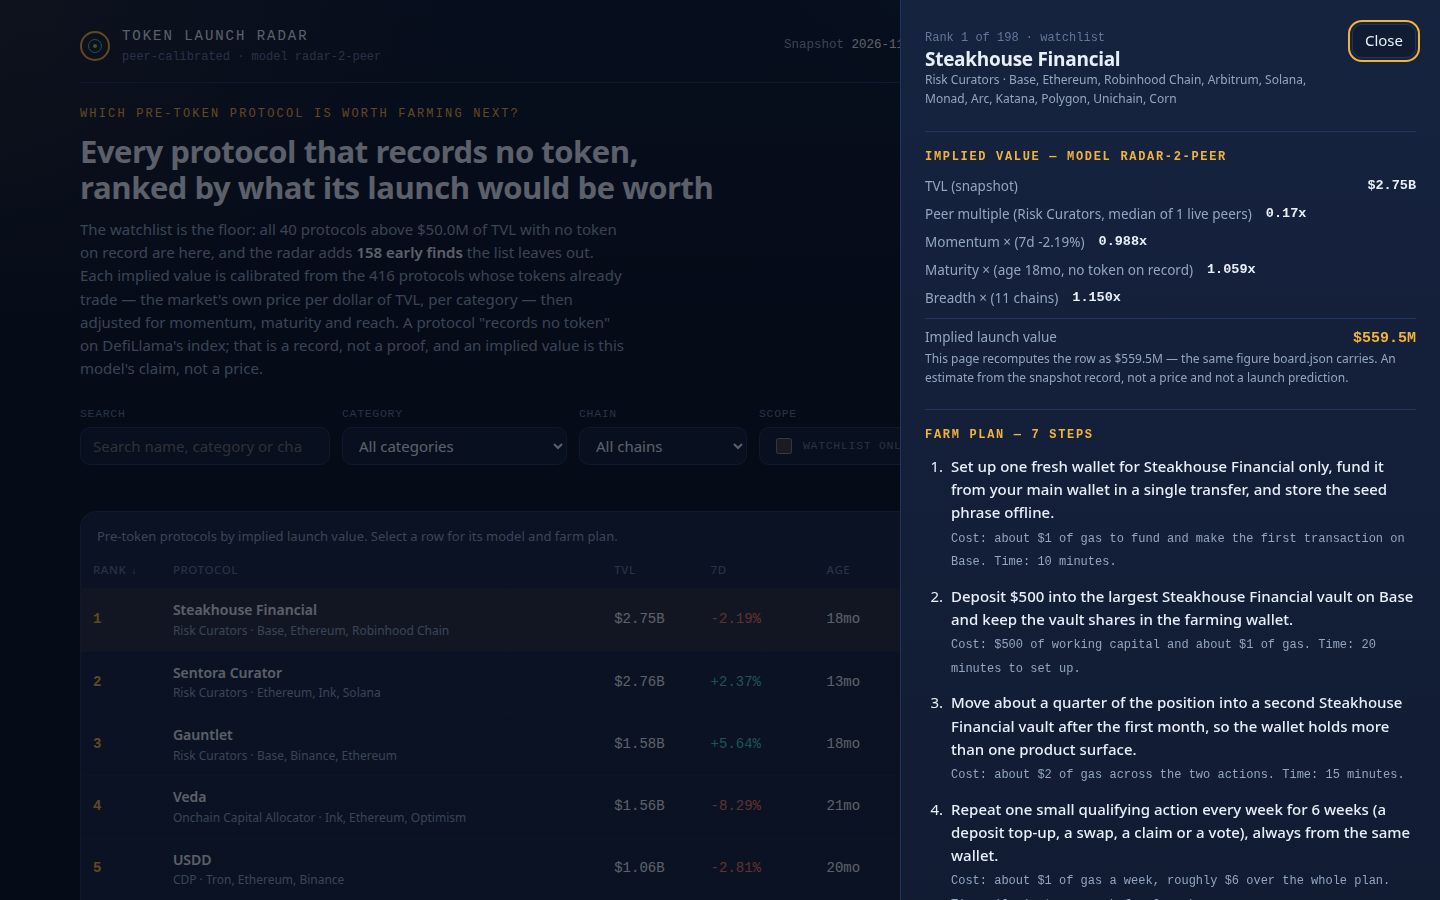 TOKEN LAUNCH RADAR
peer-calibrated · model radar-2-peer
Snapshot 2026-11
WHICH PRE-TOKEN PROTOCOL IS WORTH FARMING NEXT?
Every protocol that records no token,
ranked by what its launch would be worth
The watchlist is the floor: all 40 protocols above $50.0M of TVL with no token
on record are here, and the radar adds 158 early finds the list leaves out.
Each implied value is calibrated from the 416 protocols whose tokens already
trade — the market's own price per dollar of TVL, per category — then
adjusted for momentum, maturity and reach. A protocol "records no token"
on DefiLlama's index; that is a record, not a proof, and an implied value is this
model's claim, not a price.
SEARCH CATEGORY CHAIN SCOPE
Search name, category or cha All categories All chains WATCHLIST ONL
Pre-token protocols by implied launch value. Select a row for its model and farm plan.
RANK ↓ PROTOCOL TVL 7D AGE
1 Steakhouse Financial $2.75B -2.19% 18mo
Risk Curators · Base, Ethereum, Robinhood Chain
2 Sentora Curator $2.76B +2.37% 13mo
Risk Curators · Ethereum, Ink, Solana
3 Gauntlet $1.58B +5.64% 18mo
Risk Curators · Base, Binance, Ethereum
4 Veda $1.56B -8.29% 21mo
Onchain Capital Allocator · Ink, Ethereum, Optimism
5 USDD $1.06B -2.81% 20mo
CDP · Tron, Ethereum, Binance
Rank 1 of 198 · watchlist
Close
Steakhouse Financial
Risk Curators · Base, Ethereum, Robinhood Chain, Arbitrum, Solana,
Monad, Arc, Katana, Polygon, Unichain, Corn
IMPLIED VALUE — MODEL RADAR-2-PEER
TVL (snapshot) $2.75B
Peer multiple (Risk Curators, median of 1 live peers) 0.17x
Momentum × (7d -2.19%) 0.988x
Maturity × (age 18mo, no token on record) 1.059x
Breadth × (11 chains) 1.150x
Implied launch value $559.5M
This page recomputes the row as $559.5M — the same figure board.json carries. An
estimate from the snapshot record, not a price and not a launch prediction.
FARM PLAN — 7 STEPS
1. Set up one fresh wallet for Steakhouse Financial only, fund it
from your main wallet in a single transfer, and store the seed
phrase offline.
Cost: about $1 of gas to fund and make the first transaction on
Base. Time: 10 minutes.
2. Deposit $500 into the largest Steakhouse Financial vault on Base
and keep the vault shares in the farming wallet.
Cost: $500 of working capital and about $1 of gas. Time: 20
minutes to set up.
3. Move about a quarter of the position into a second Steakhouse
Financial vault after the first month, so the wallet holds more
than one product surface.
Cost: about $2 of gas across the two actions. Time: 15 minutes.
4. Repeat one small qualifying action every week for 6 weeks (a
deposit top-up, a swap, a claim or a vote), always from the same
wallet.
Cost: about $1 of gas a week, roughly $6 over the whole plan.